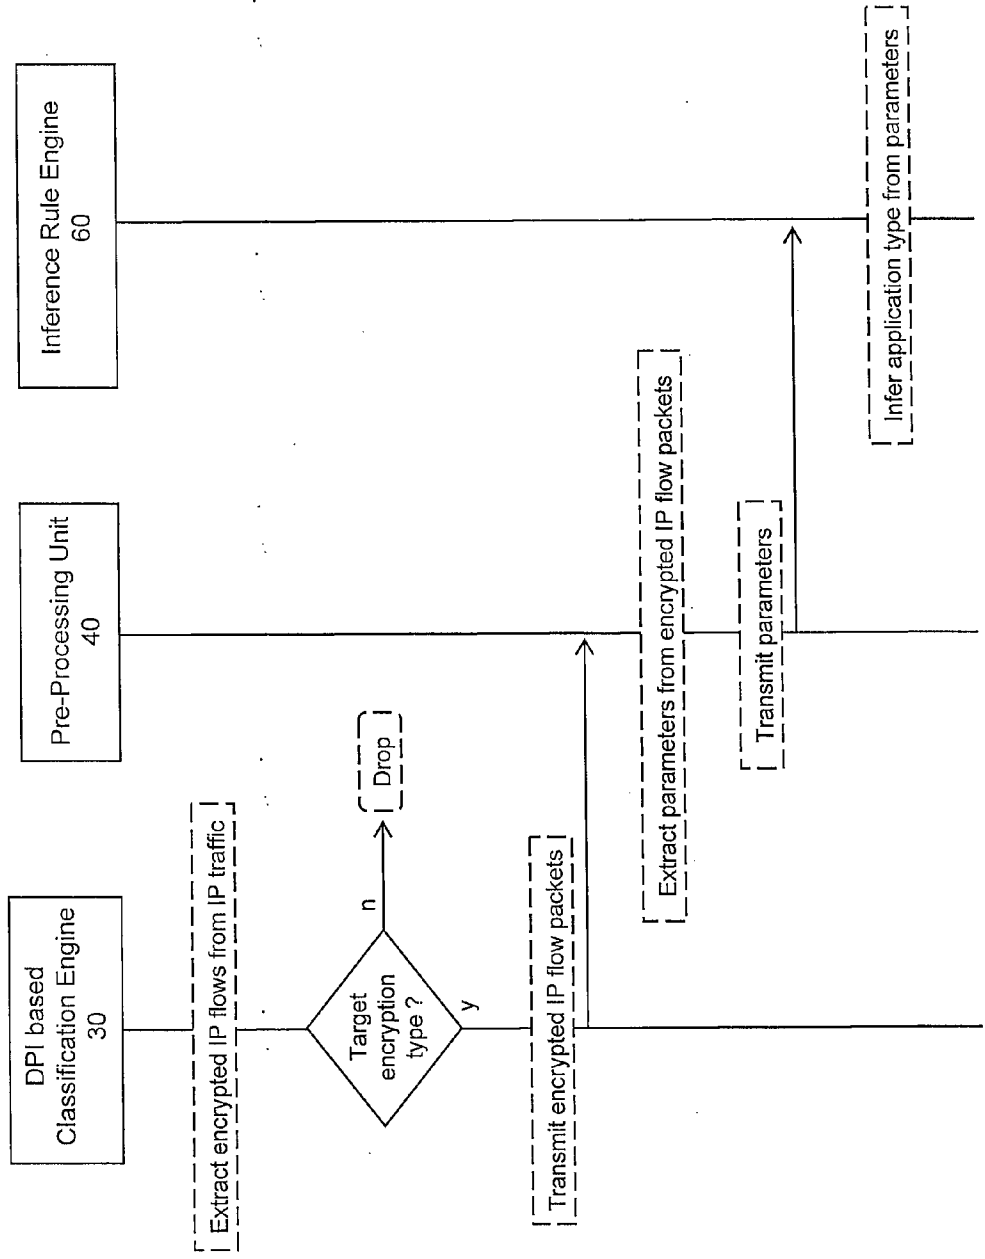 DPI based
Classification Engine
30
Pre-Processing Unit
40
Inference Rule Engine
60
Extract encrypted IP flows from IP traffic
Target
encryption
type ?
n
Drop
y
Transmit encrypted IP flow packets
Extract parameters from encrypted IP flow packets
Transmit parameters
Infer application type from parameters